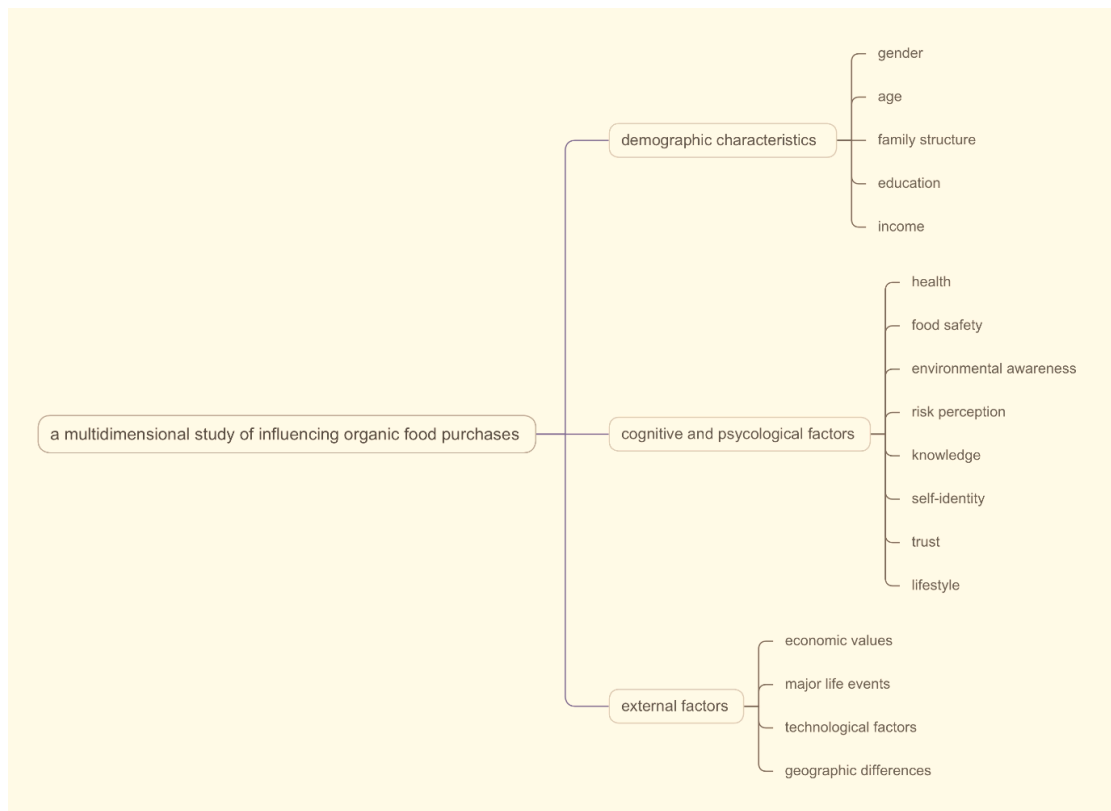 a multidimensional study of influencing organic food purchases
demographic characteristics
gender
age
family structure
education
income
cognitive and psycological factors
health
food safety
environmental awareness
risk perception
knowledge
self-identity
trust
lifestyle
external factors
economic values
major life events
technological factors
geographic differences